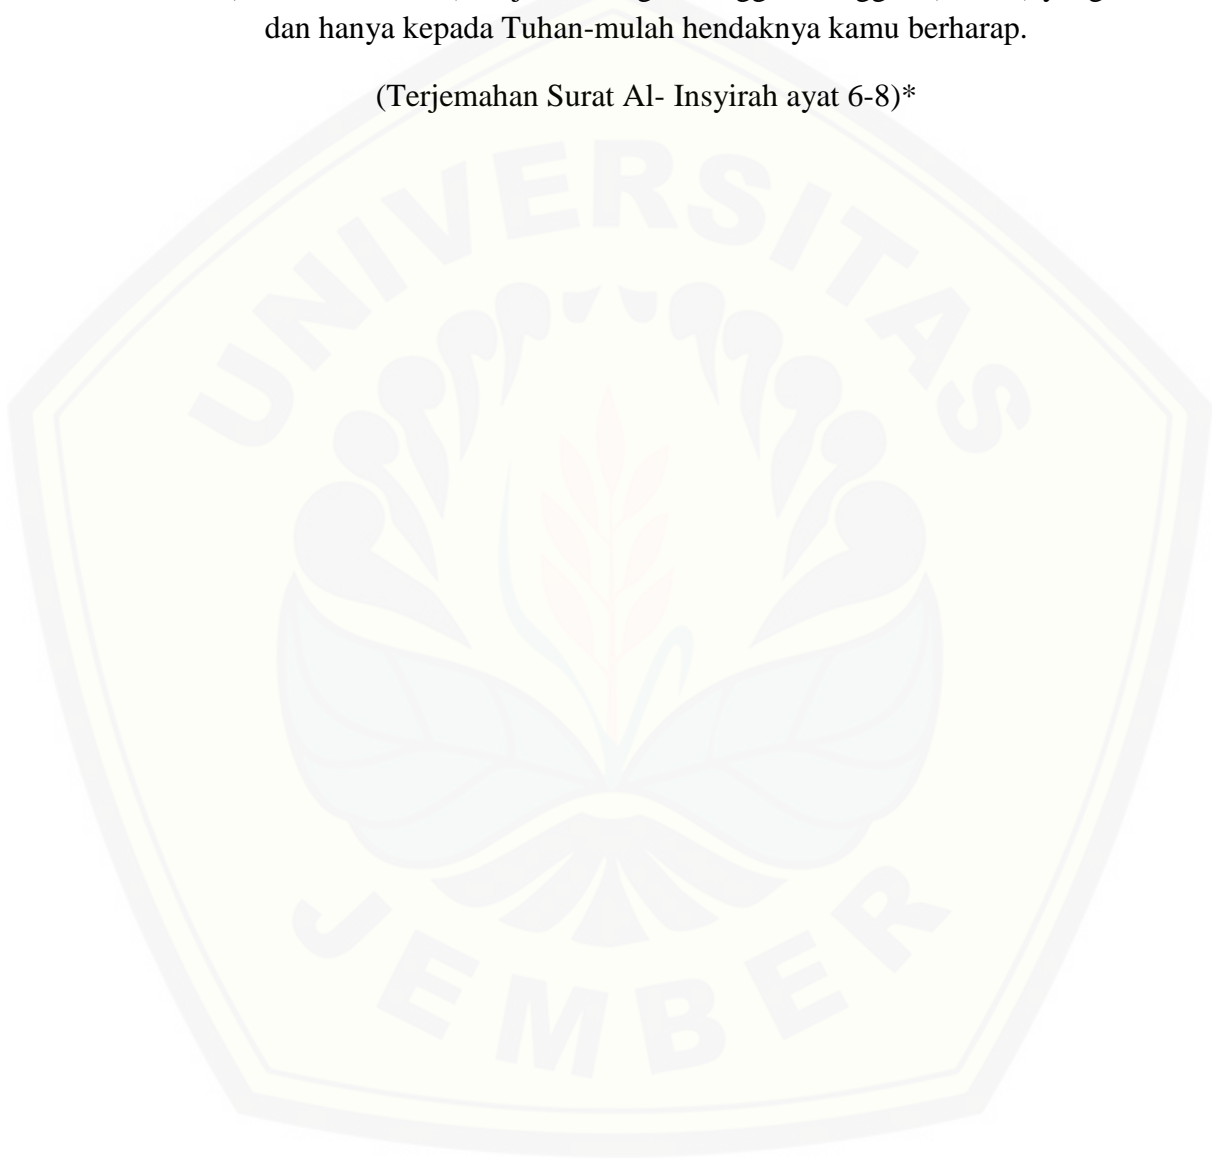 dan hanya kepada Tuhan-mulah hendaknya kamu berharap.
(Terjemahan Surat Al- Insyirah ayat 6-8)*
UNIVERSITAS
JEMBER